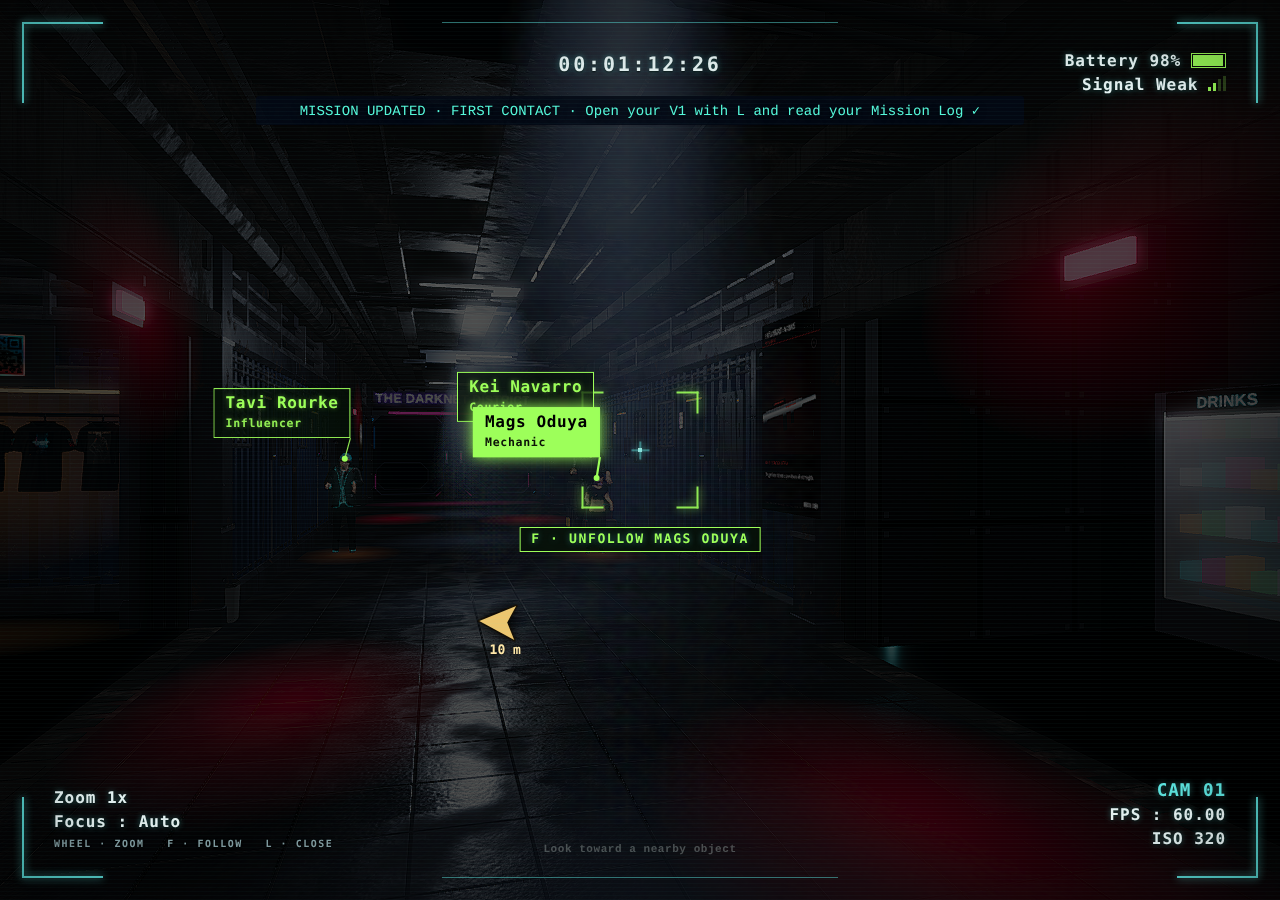 00:01:12:26
Battery 98%
Signal Weak
MISSION UPDATED · FIRST CONTACT · Open your V1 with L and read your Mission Log ✓
DRINKS
Kei Navarro
Courier
Tavi Rourke
Influencer
THE DARKN
Mags Oduya
Mechanic
F · UNFOLLOW MAGS ODUYA
10 m
Zoom 1x
Focus : Auto
WHEEL · ZOOM F · FOLLOW L · CLOSE
Look toward a nearby object
CAM 01
FPS : 60.00
ISO 320